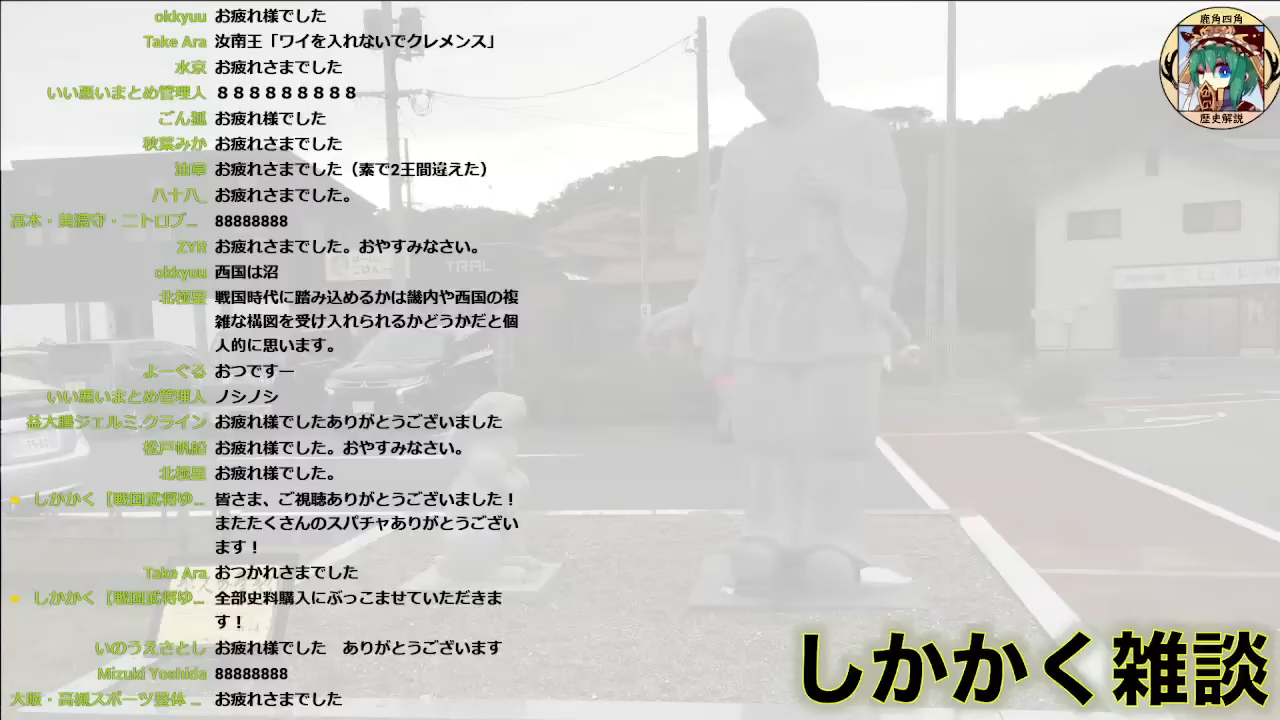 okkyuu お疲れ様でした
Take Ara 汝南王「ワイを入れないでクレメンス」
水京 お疲れさまでした
いい悪いまとめ管理人 ８８８８８８８８８
ごん狐 お疲れ様でした
秋葉みか お疲れさまでした
油草 お疲れさまでした（素で2王間違えた）
八十八_ お疲れさまでした。
高本・美濃守・ニトロブ... 88888888
ZYR お疲れさまでした。おやすみなさい。
okkyuu 西国は沼
北極星 戦国時代に踏み込めるかは畿内や西国の複
雑な構図を受け入れられるかどうかだと個
人的に思います。
よーぐる おつですー
いい悪いまとめ管理人 ノシノシ
益大勝ジェルミ.クライン お疲れ様でしたありがとうございました
松戸帆船 お疲れ様でした。おやすみなさい。
北極星 お疲れ様でした。
しかかく【戦国武将ゆ... 皆さま、ご視聴ありがとうございました！
またたくさんのスパチャありがとうござい
ます！
Take Ara おつかれさまでした
しかかく【戦国武将ゆ... 全部史料購入にぶっこませていただきま
す！
いのうえさとし お疲れ様でした　ありがとうございます
Mizuki Yoshida 88888888
大阪・高槻スポーツ整体 ... お疲れさまでした
鹿角四角
歴史解説
しかかく雑談